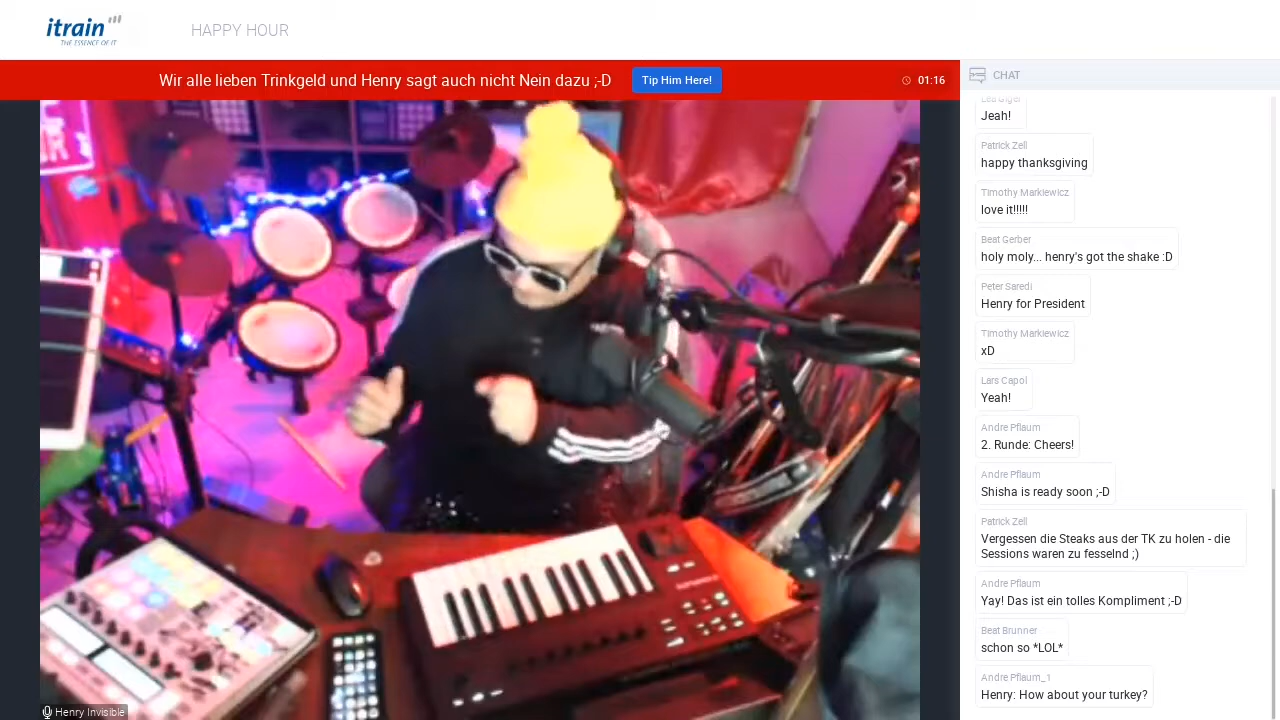 itrain
THE ESSENCE OF IT
HAPPY HOUR
Wir alle lieben Trinkgeld und Henry sagt auch nicht Nein dazu ;-D
Tip Him Here!
01:16
CHAT
Jeah!
Patrick Zell
happy thanksgiving
Timothy Markiewicz
love it!!!!!
Beat Gerber
holy moly... henry's got the shake :D
Peter Saredi
Henry for President
Timothy Markiewicz
xD
Lars Capol
Yeah!
Andre Pflaum
2. Runde: Cheers!
Andre Pflaum
Shisha is ready soon ;-D
Patrick Zell
Vergessen die Steaks aus der TK zu holen - die
Sessions waren zu fesselnd ;)
Andre Pflaum
Yay! Das ist ein tolles Kompliment ;-D
Beat Brunner
schon so *LOL*
Andre Pflaum_1
Henry: How about your turkey?
Henry Invisible